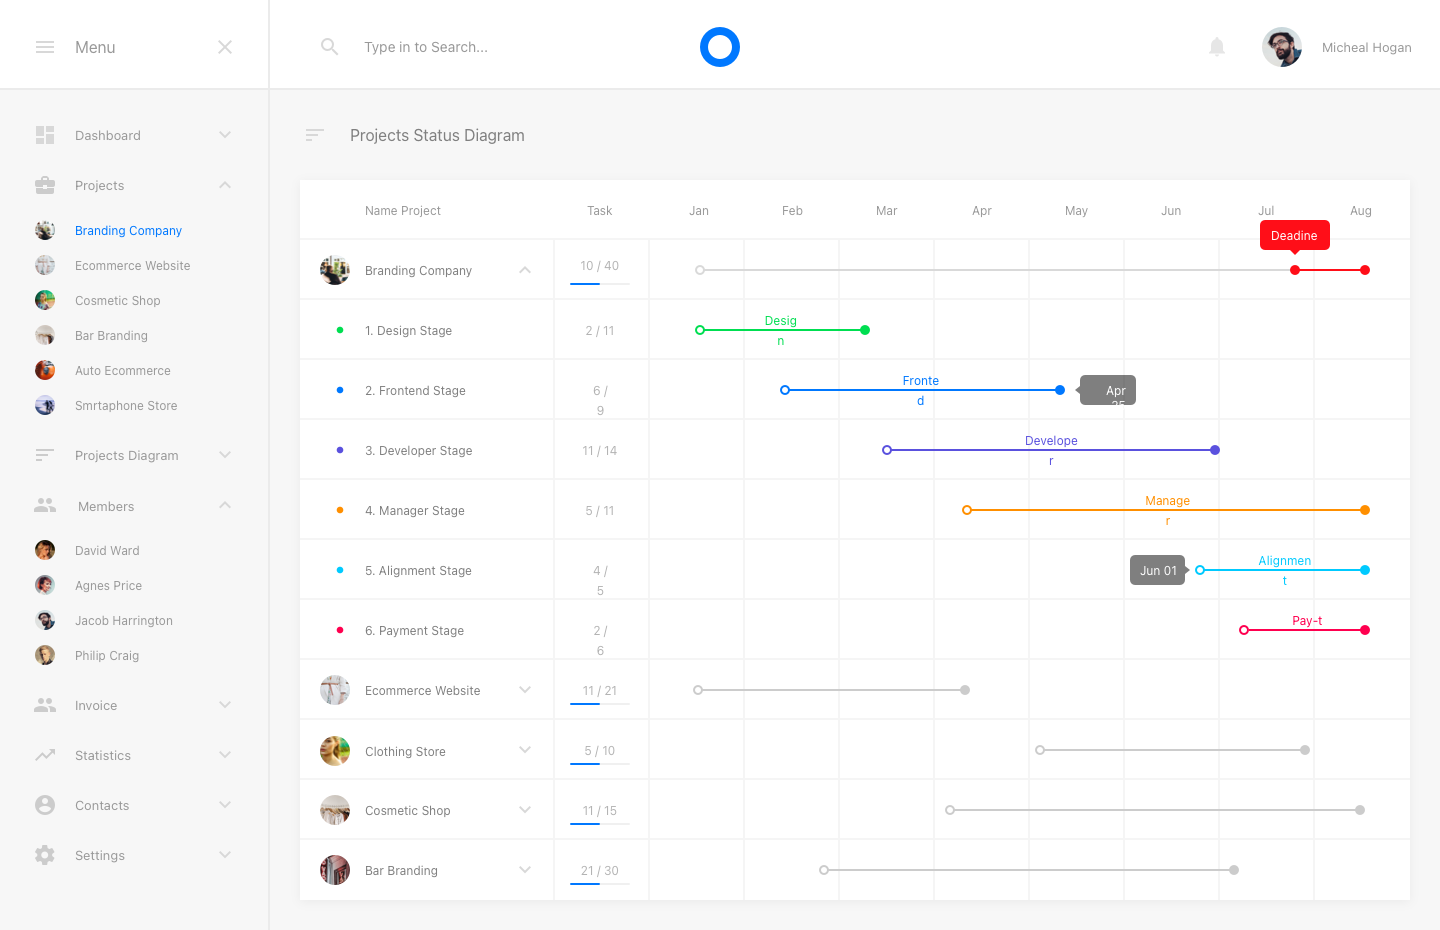 Menu
Type in to Search...
Micheal Hogan
Dashboard
Projects
Branding Company
Ecommerce Website
Cosmetic Shop
Bar Branding
Auto Ecommerce
Smrtaphone Store
Projects Diagram
Members
David Ward
Agnes Price
Jacob Harrington
Philip Craig
Invoice
Statistics
Contacts
Settings
Projects Status Diagram
Name Project Task Jan Feb Mar Apr May Jun Jul Aug
Deadine
Branding Company 10 / 40
1. Design Stage 2 / 11 Desig
n
2. Frontend Stage 6 / Fronte Apr
9 d 25
3. Developer Stage 11 / 14 Develope
r
4. Manager Stage 5 / 11 Manage
r
5. Alignment Stage 4 / Jun 01 Alignmen
5 t
6. Payment Stage 2 / Pay-t
6
Ecommerce Website 11 / 21
Clothing Store 5 / 10
Cosmetic Shop 11 / 15
Bar Branding 21 / 30